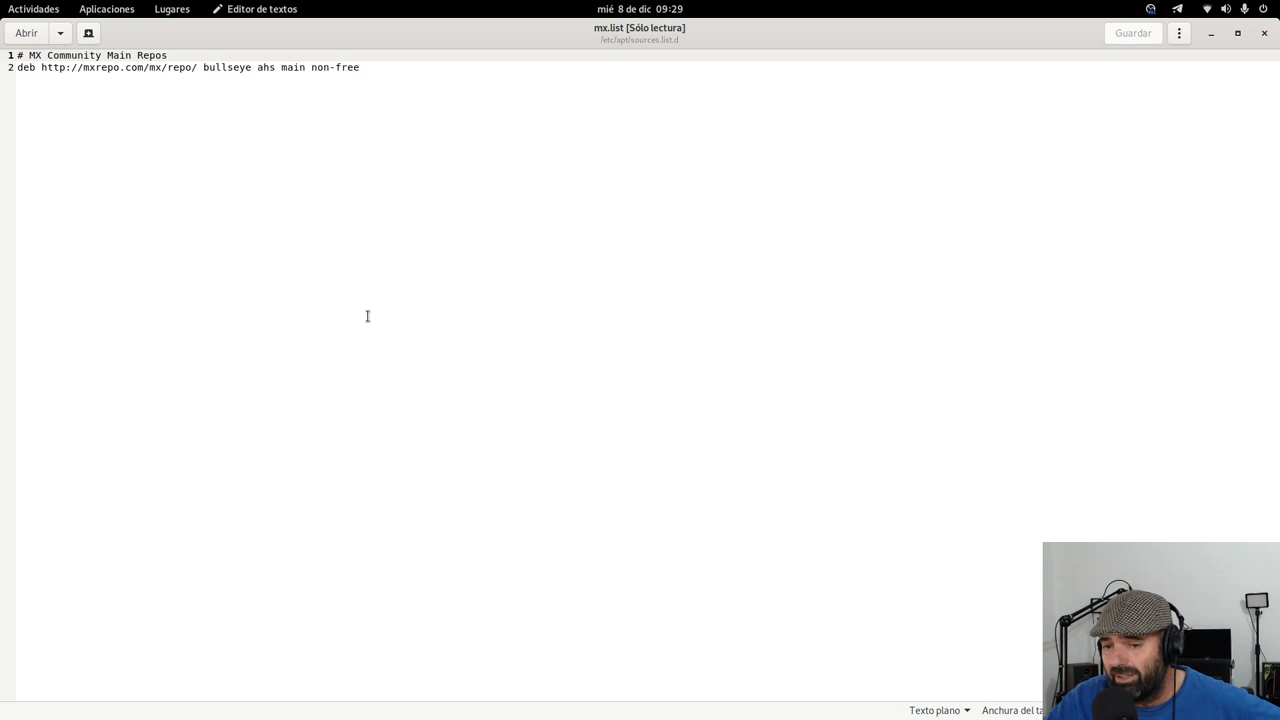 Actividades Aplicaciones Lugares Editor de textos mié 8 de dic 09:29
Abrir mx.list [Sólo lectura] Guardar
/etc/apt/sources.list.d
1 # MX Community Main Repos
2 deb http://mxrepo.com/mx/repo/ bullseye ahs main non-free
Texto plano Anchura del ta